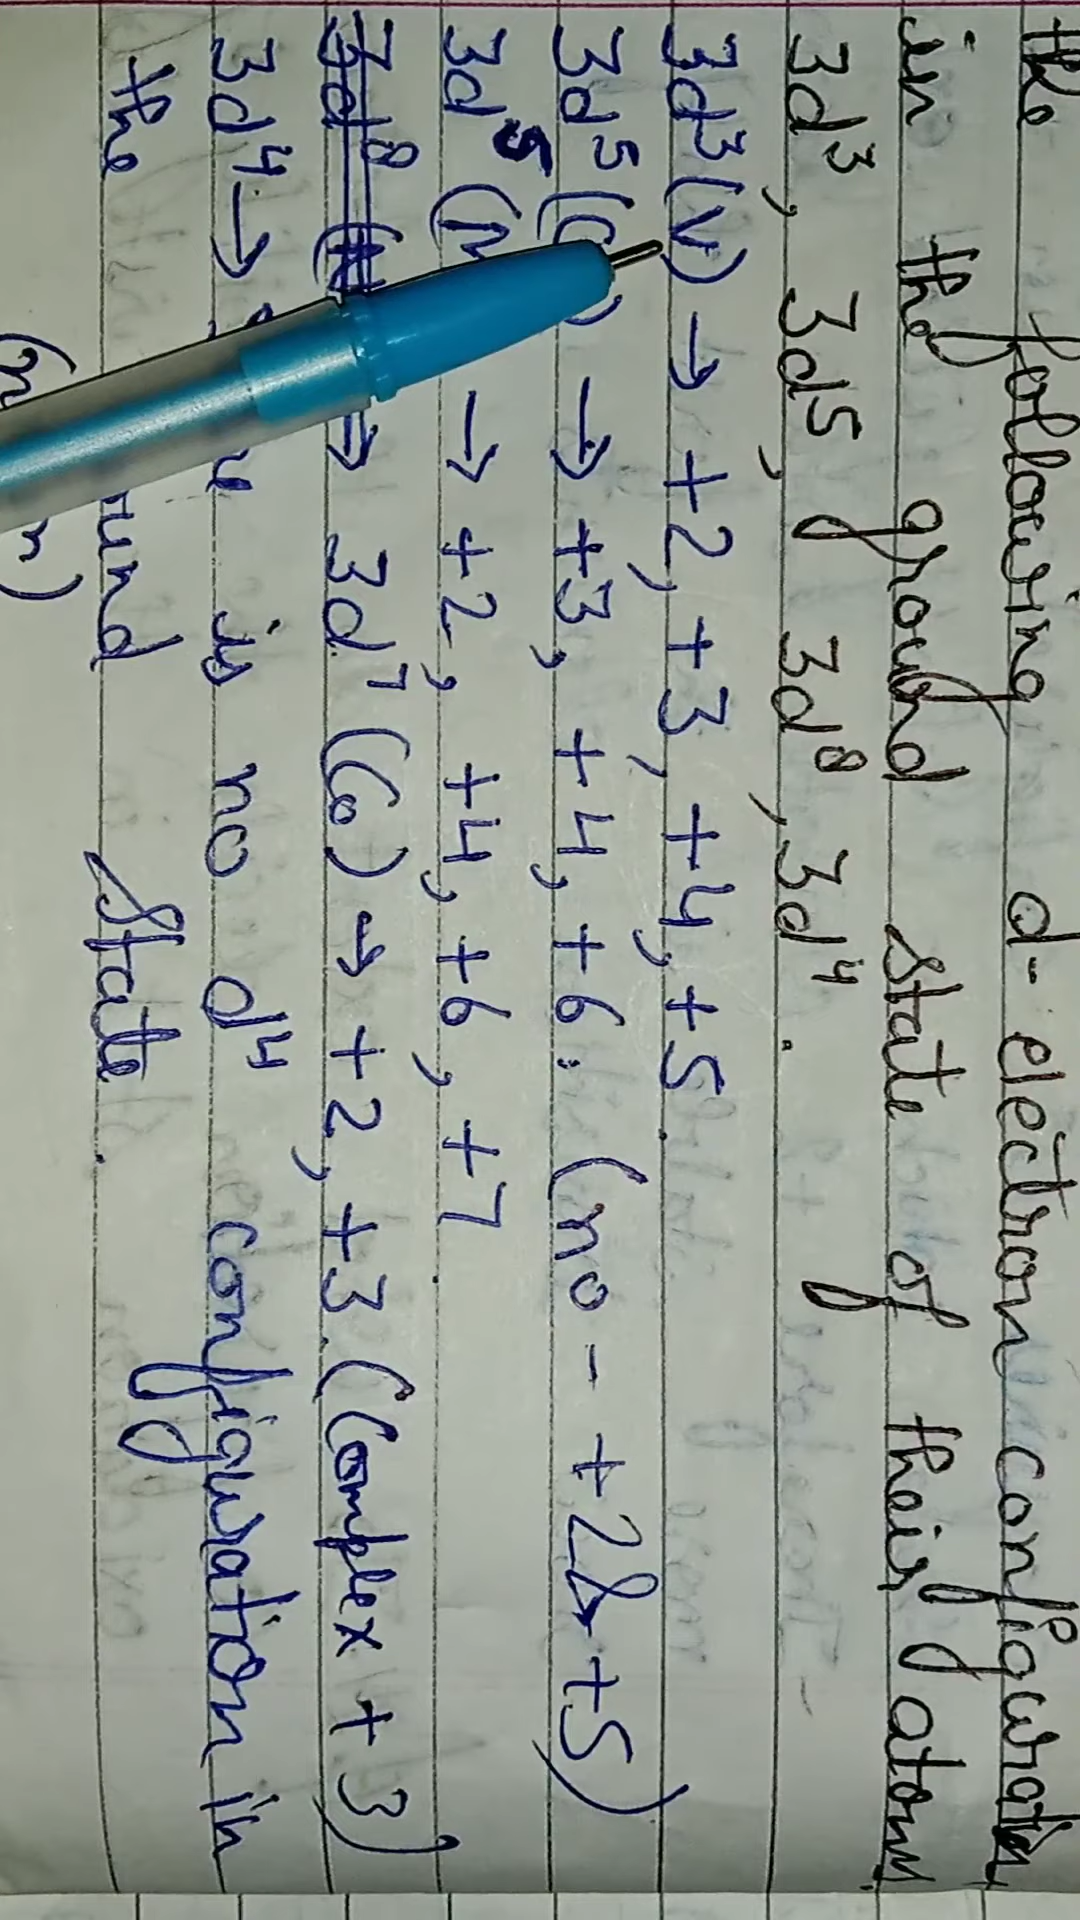 the following d-electron configuration
in the ground state of their atoms
3d³, 3d⁵, 3d⁸, 3d⁴.
3d³ (V) → +2, +3, +4, +5.
3d⁵ → +3, +4, +6. (no - +2 & +5)
3d⁵ → +2, +4, +6, +7.
3d⁸ → 3d⁷ (Co) → +2, +3. (Complex +3)
3d⁴ → is no d⁴ configuration in
the state.